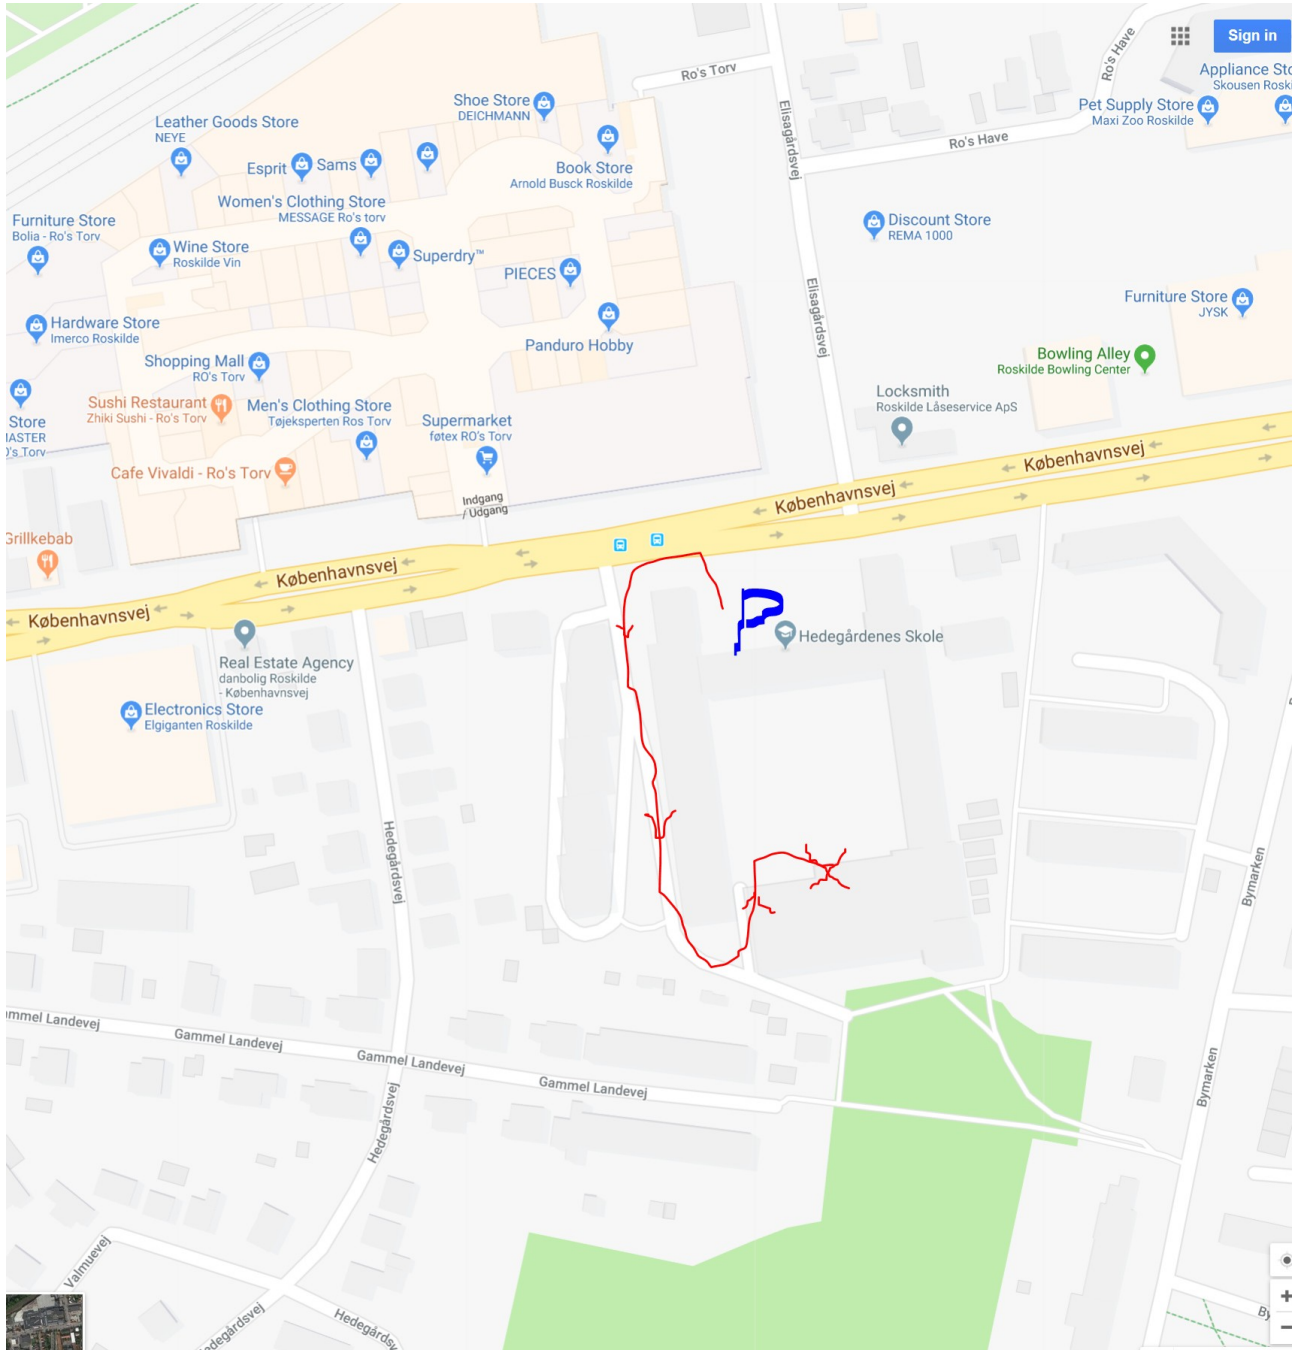 Sign in
Ro's Have
Appliance Sto
Skousen Roski
Ro's Torv
Shoe Store
DEICHMANN
Pet Supply Store
Maxi Zoo Roskilde
Leather Goods Store
NEYE
Elisagårdsvej
Ro's Have
Esprit
Sams
Book Store
Arnold Busck Roskilde
Women's Clothing Store
MESSAGE Ro's torv
Furniture Store
Bolia - Ro's Torv
Discount Store
REMA 1000
Wine Store
Roskilde Vin
Superdry™
PIECES
Elisagårdsvej
Furniture Store
JYSK
Hardware Store
Imerco Roskilde
Panduro Hobby
Shopping Mall
RO's Torv
Bowling Alley
Roskilde Bowling Center
Locksmith
Roskilde Låseservice ApS
Sushi Restaurant
Zhiki Sushi - Ro's Torv
Men's Clothing Store
Tøjeksperten Ros Torv
Store
MASTER
O's Torv
Supermarket
føtex RO's Torv
Cafe Vivaldi - Ro's Torv
Københavnsvej
Københavnsvej
Indgang
/ Udgang
Grillkebab
Københavnsvej
Københavnsvej
Hedegårdenes Skole
Real Estate Agency
danbolig Roskilde
- Københavnsvej
Electronics Store
Elgiganten Roskilde
Hedegårdsvej
Bymarken
ammel Landevej
Gammel Landevej
Gammel Landevej
Gammel Landevej
Bymarken
Hedegårdsvej
Valmuevej
edegårdsvej
Hedegårdsv
By